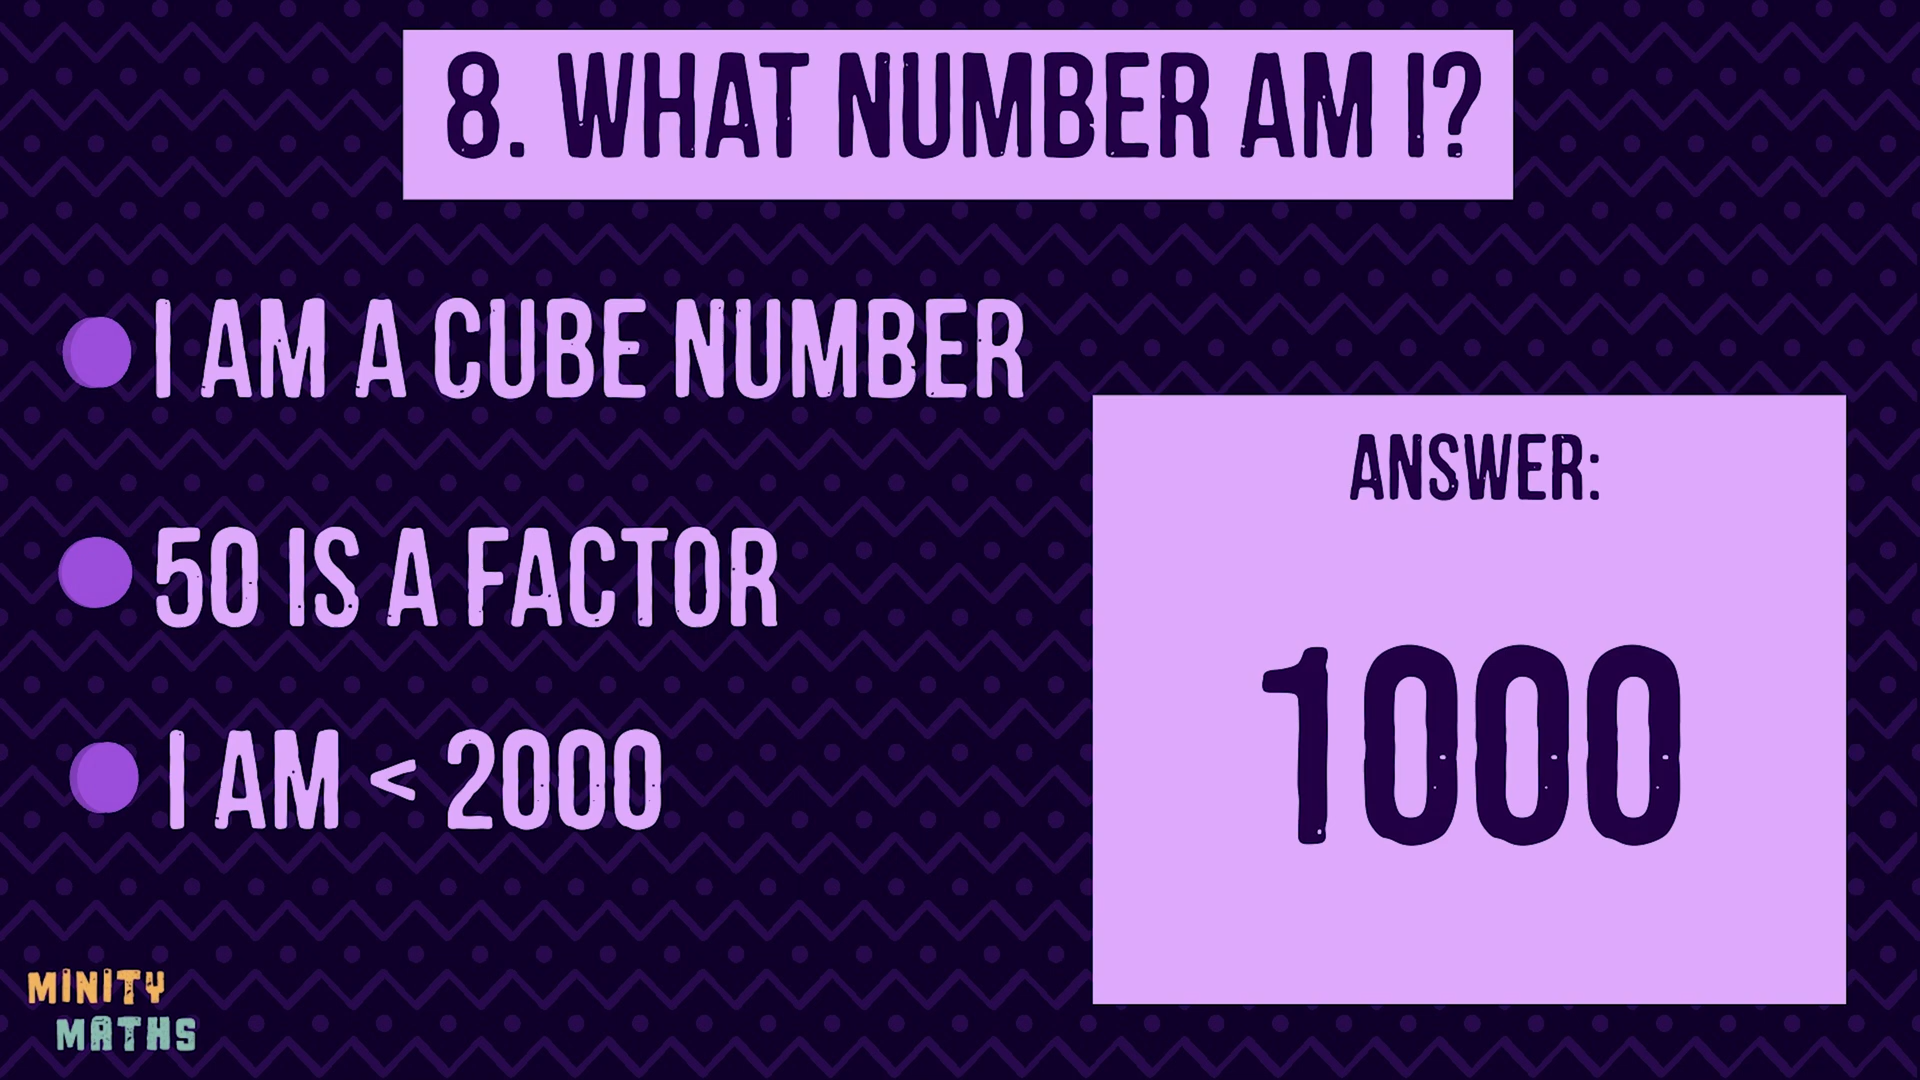 8. WHAT NUMBER AM I?
I AM A CUBE NUMBER
50 IS A FACTOR
I AM < 2000
ANSWER:
1000
MINITY
MATHS